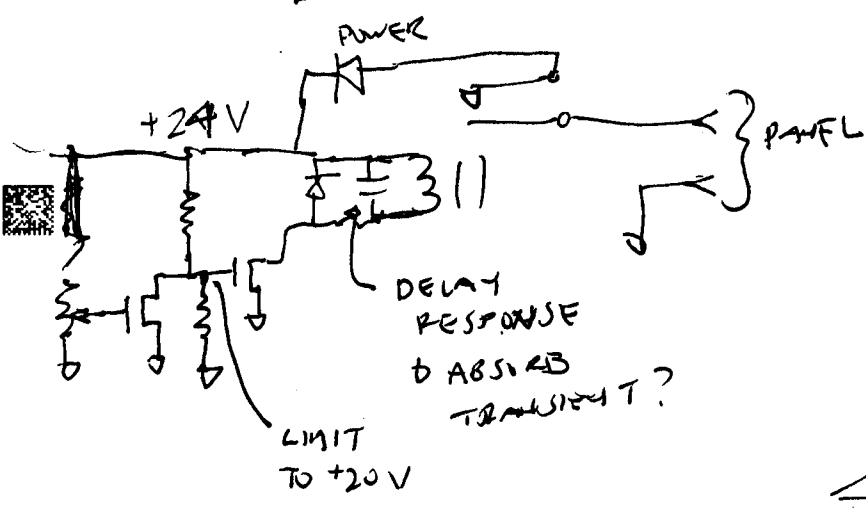 POWER
+24V
PANEL
DELAY
RESPONSE
to ABSORB
TRANSIENT?
LIMIT
TO +20V